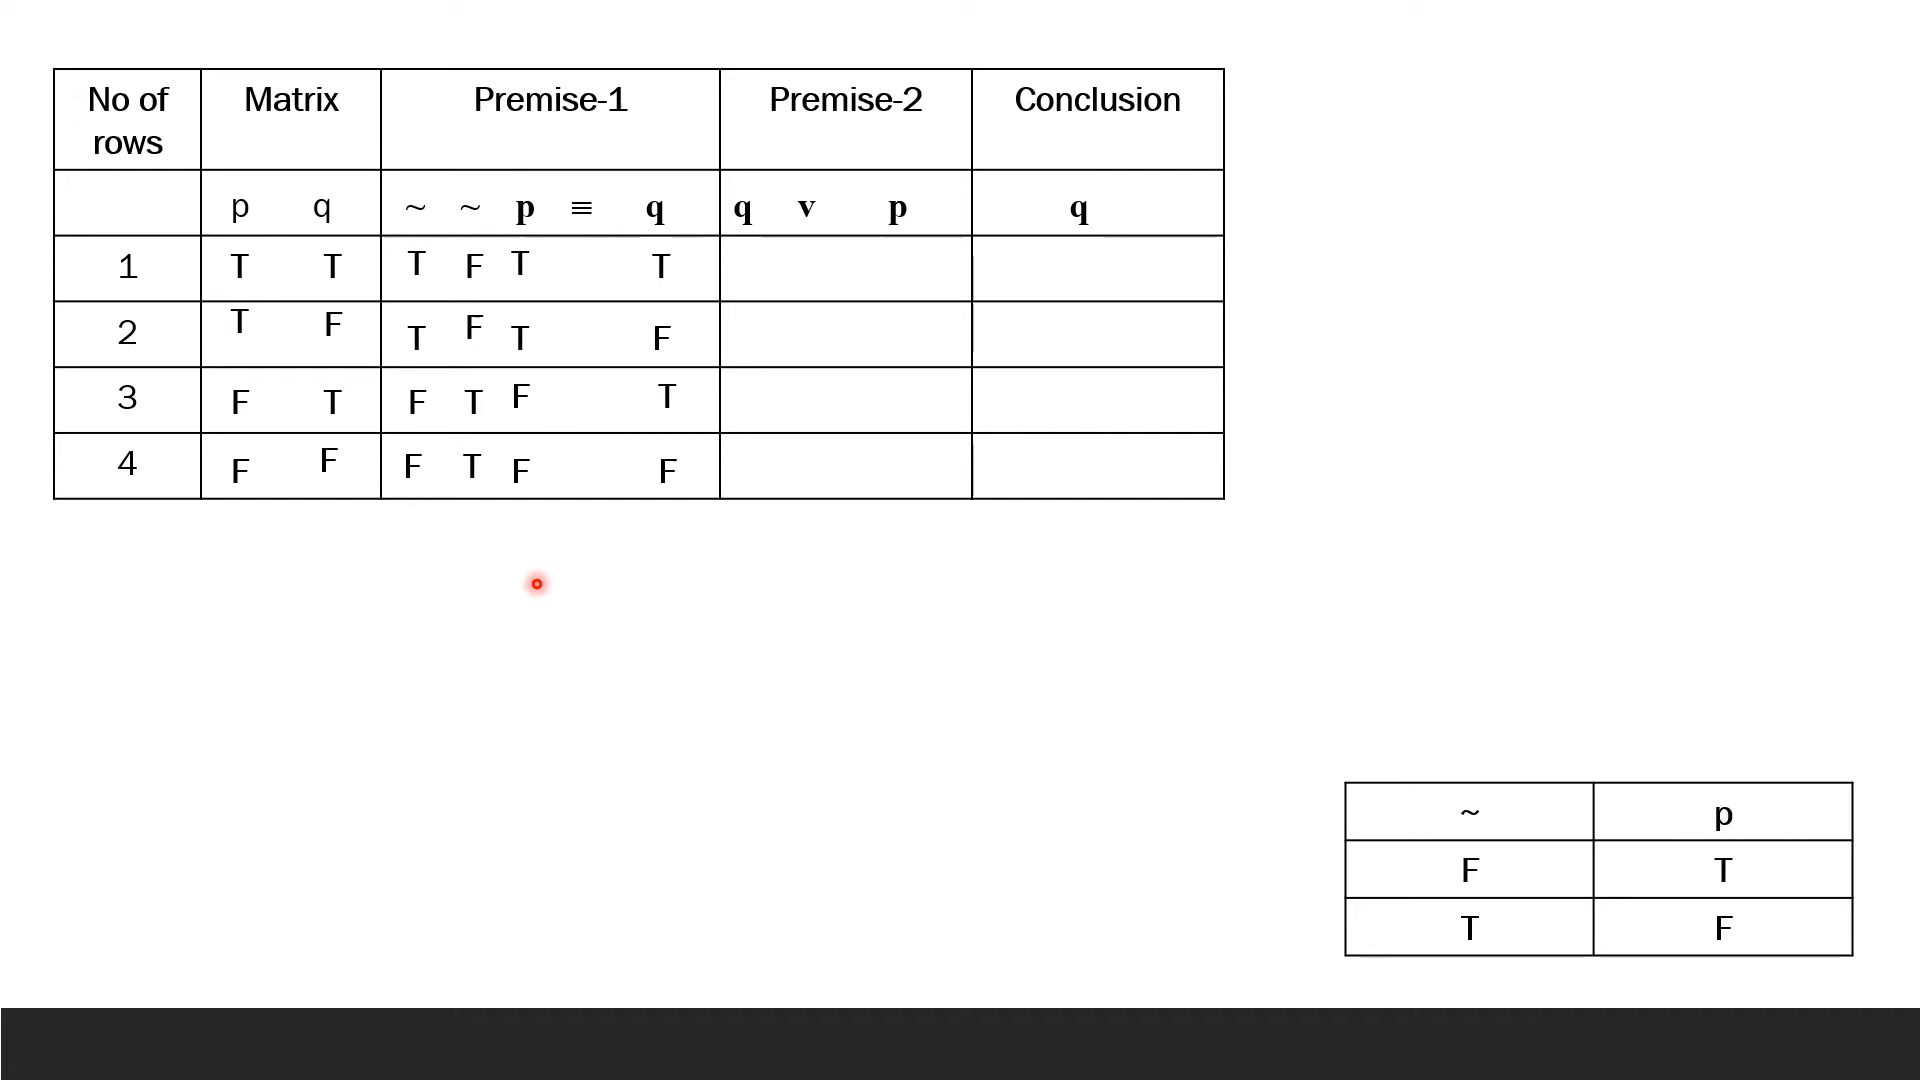 No of rows Matrix Premise-1 Premise-2 Conclusion
p q ~ ~ p ≡ q q v p q
1 T T T F T T
2 T F T F T F
3 F T F T F T
4 F F F T F F
~ p
F T
T F